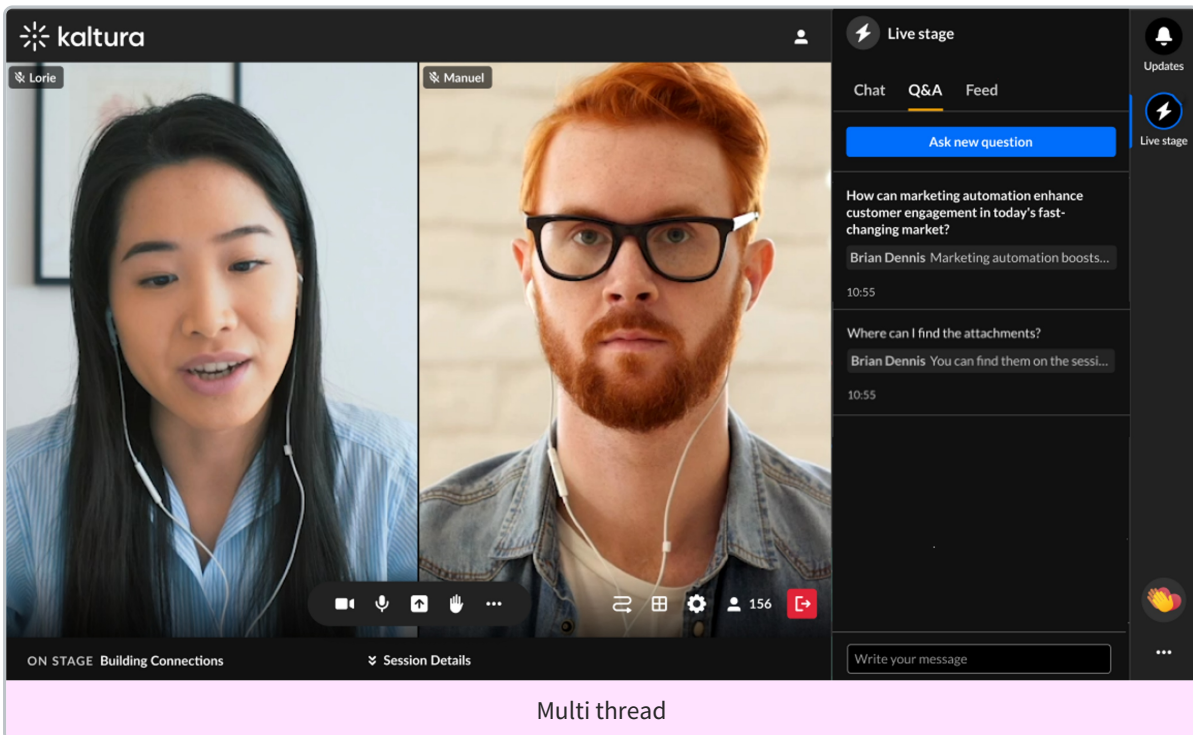 kaltura
Lorie
Manuel
ON STAGE Building Connections
Session Details
156
Live stage
Chat Q&A Feed
Ask new question
How can marketing automation enhance
customer engagement in today's fast-
changing market?
Brian Dennis Marketing automation boosts...
10:55
Where can I find the attachments?
Brian Dennis You can find them on the sessi...
10:55
Write your message
Updates
Live stage
Multi thread